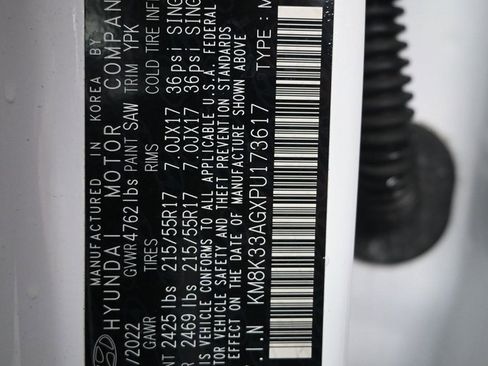 MANUFACTURED IN KOREA BY
HYUNDAI MOTOR COMPANY
/2022 GVWR 4762lbs PAINT SAW TRIM YPK
GAWR TIRES RIMS COLD TIRE
NT 2425 lbs 215/55R17 7.0JX17 36psi SING
2469 lbs 215/55R17 7.0JX17 36psi SING
IS VEHICLE CONFORMS TO ALL APPLICABLE U.S.A. FEDERAL
R VEHICLE SAFETY AND THEFT PREVENTION STANDARDS
EFFECT ON THE DATE OF MANUFACTURE SHOWN ABOVE
.I.N KM8K33AGXPU173617 TYPE: M